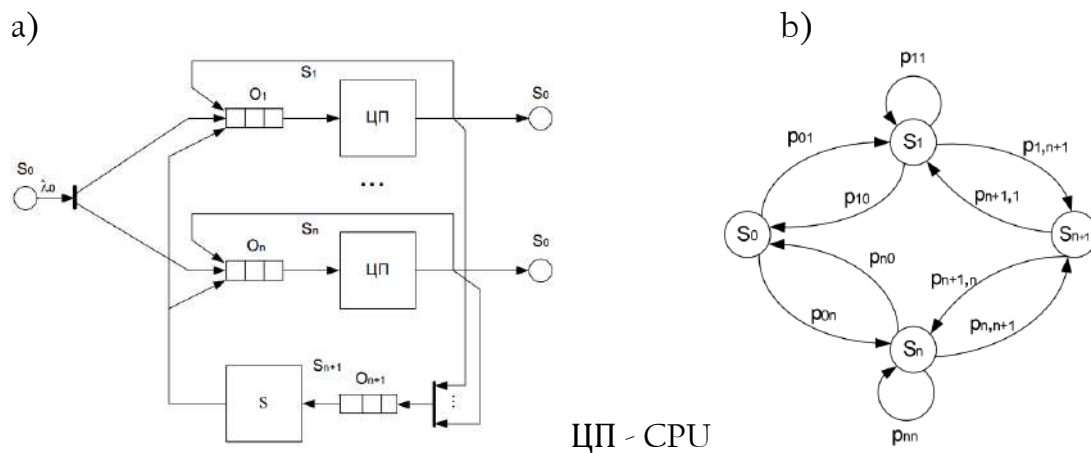 a)
b)
S1
O1
ЦП
S0
S0
λ0
...
Sn
On
ЦП
S0
Sn+1
On+1
S
...
ЦП - CPU
p11
S1
p01
p1,n+1
p10
pn+1,1
S0
Sn+1
pn0
pn+1,n
p0n
pn,n+1
Sn
pnn